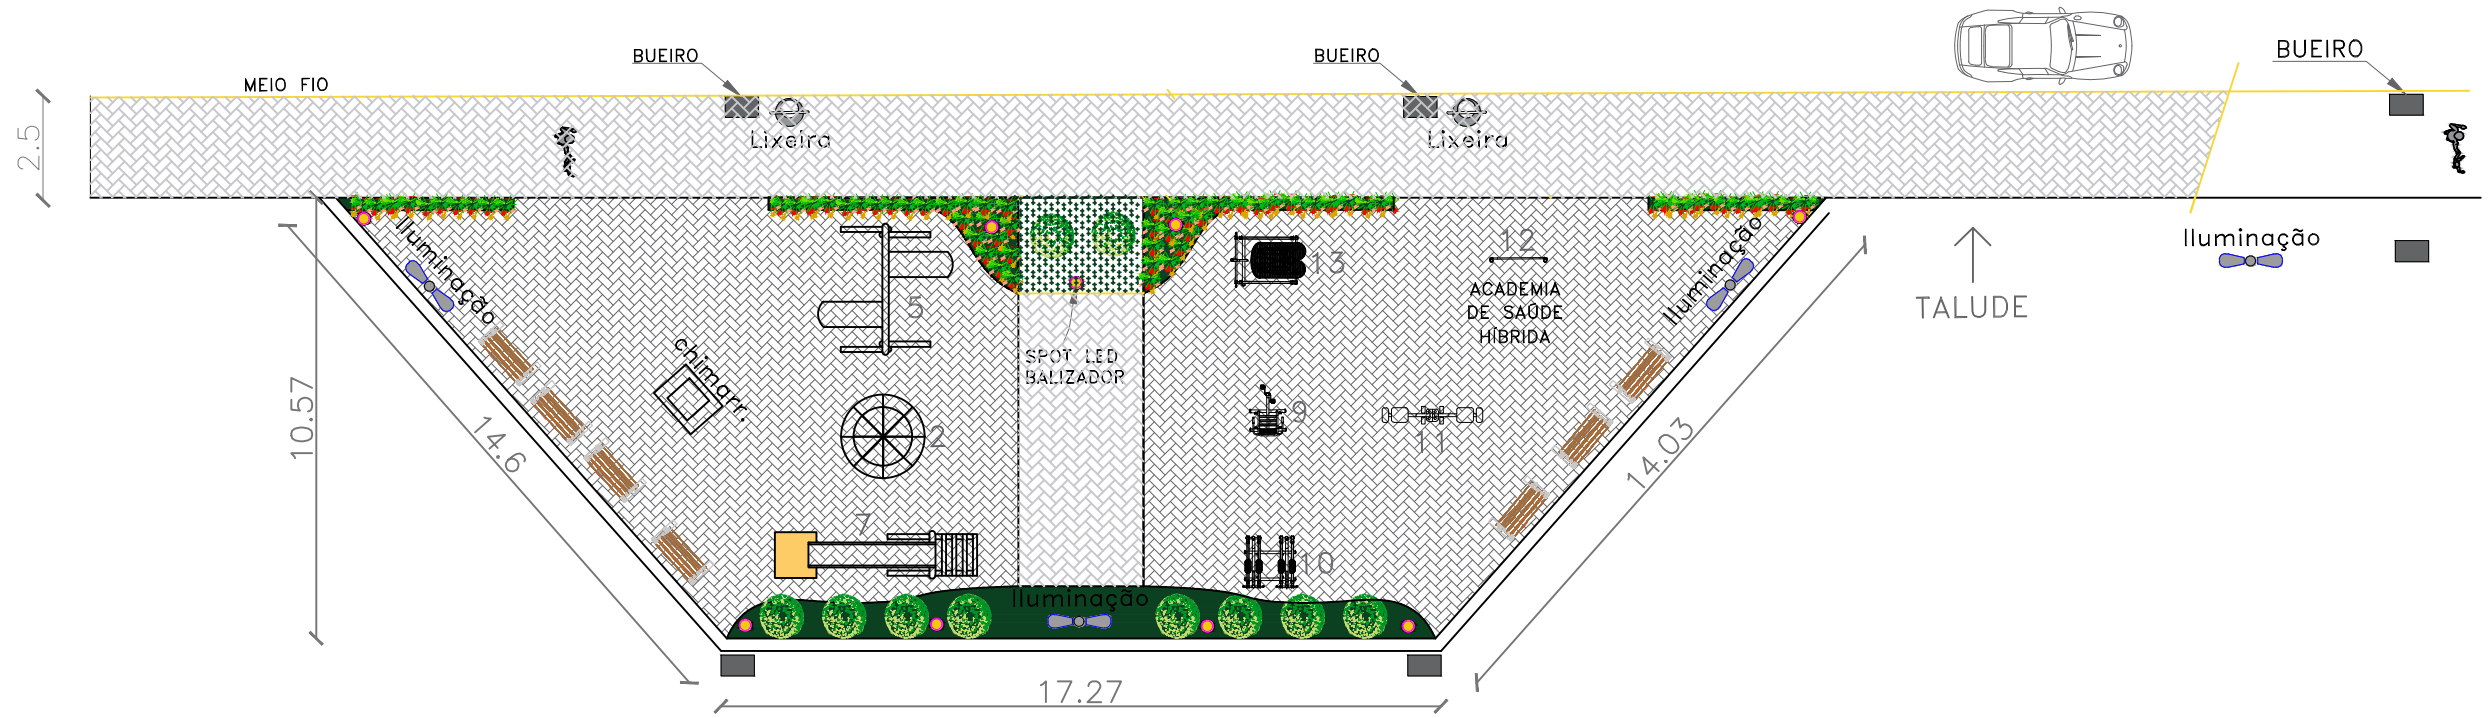 BUEIRO
BUEIRO
BUEIRO
MEIO FIO
Lixeira
Lixeira
2.5
Iluminação
Iluminação
Iluminação
12
13
ACADEMIA
DE SAÚDE
HÍBRIDA
TALUDE
5
chimarr.
SPOT LED
BALIZADOR
10.57
14.6
2
9
11
14.03
7
10
Iluminação
17.27